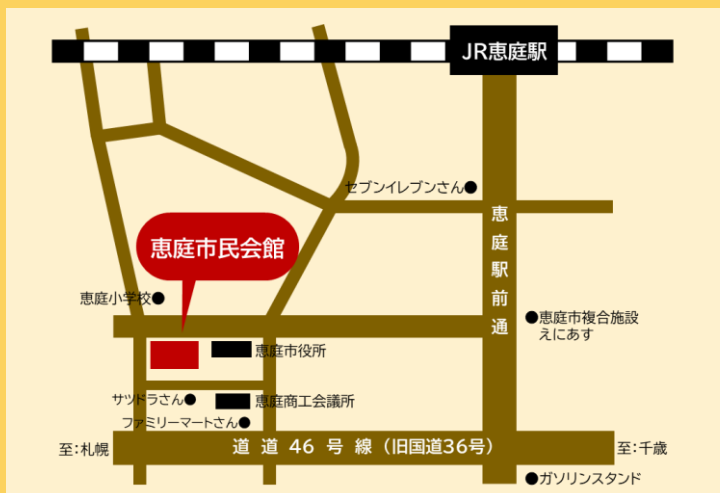 JR恵庭駅
セブンイレブンさん●
恵庭駅前通
恵庭市民会館
恵庭小学校●
●恵庭市複合施設
えにあす
恵庭市役所
サツドラさん●
恵庭商工会議所
ファミリーマートさん●
至:札幌
道道46号線(旧国道36号)
至:千歳
●ガソリンスタンド